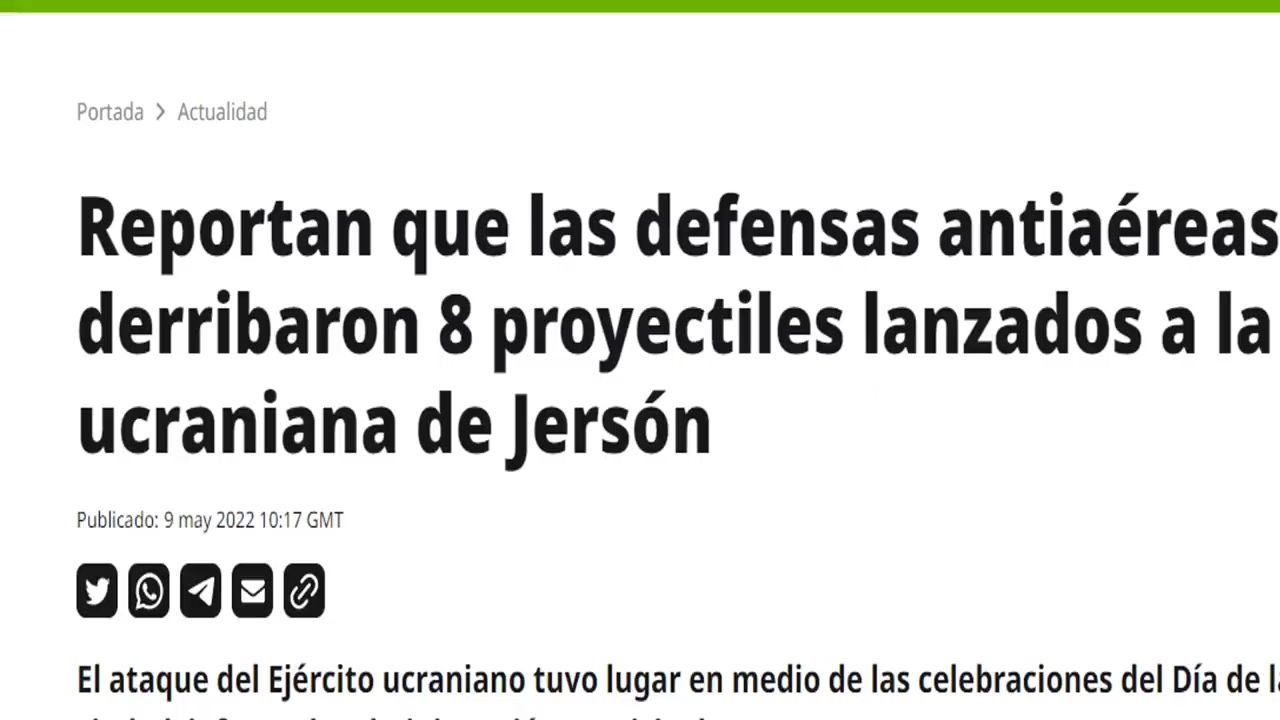 Portada > Actualidad
Reportan que las defensas antiaéreas
derribaron 8 proyectiles lanzados a la
ucraniana de Jersón
Publicado: 9 may 2022 10:17 GMT
El ataque del Ejército ucraniano tuvo lugar en medio de las celebraciones del Día de